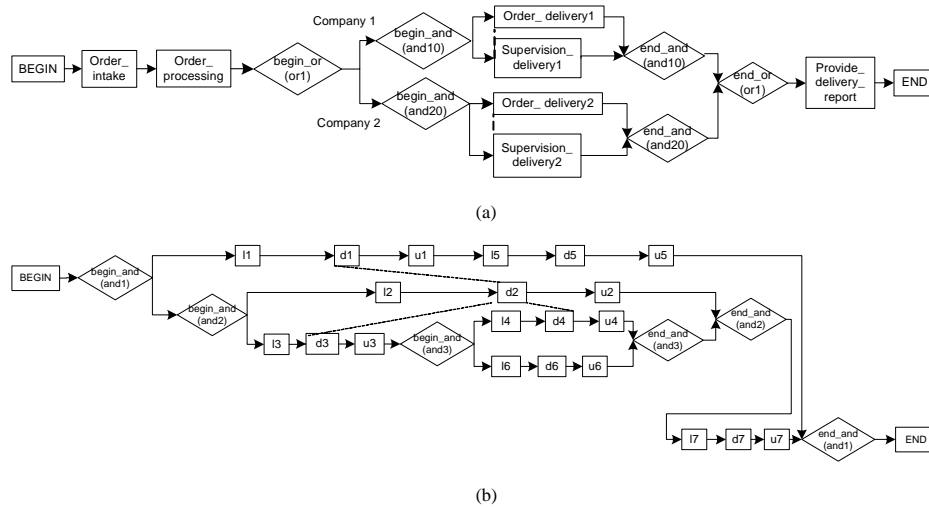 Company 1
Order_ delivery1
begin_and
(and10)
Supervision_
delivery1
end_and
(and10)
BEGIN
Order_
intake
Order_
processing
begin_or
(or1)
end_or
(or1)
Provide_
delivery_
report
END
Company 2
begin_and
(and20)
Order_ delivery2
Supervision_
delivery2
end_and
(and20)
(a)
BEGIN
begin_and
(and1)
l1
d1
u1
l5
d5
u5
begin_and
(and2)
l2
d2
u2
end_and
(and2)
l3
d3
u3
begin_and
(and3)
l4
d4
u4
end_and
(and3)
l6
d6
u6
l7
d7
u7
end_and
(and1)
END
(b)